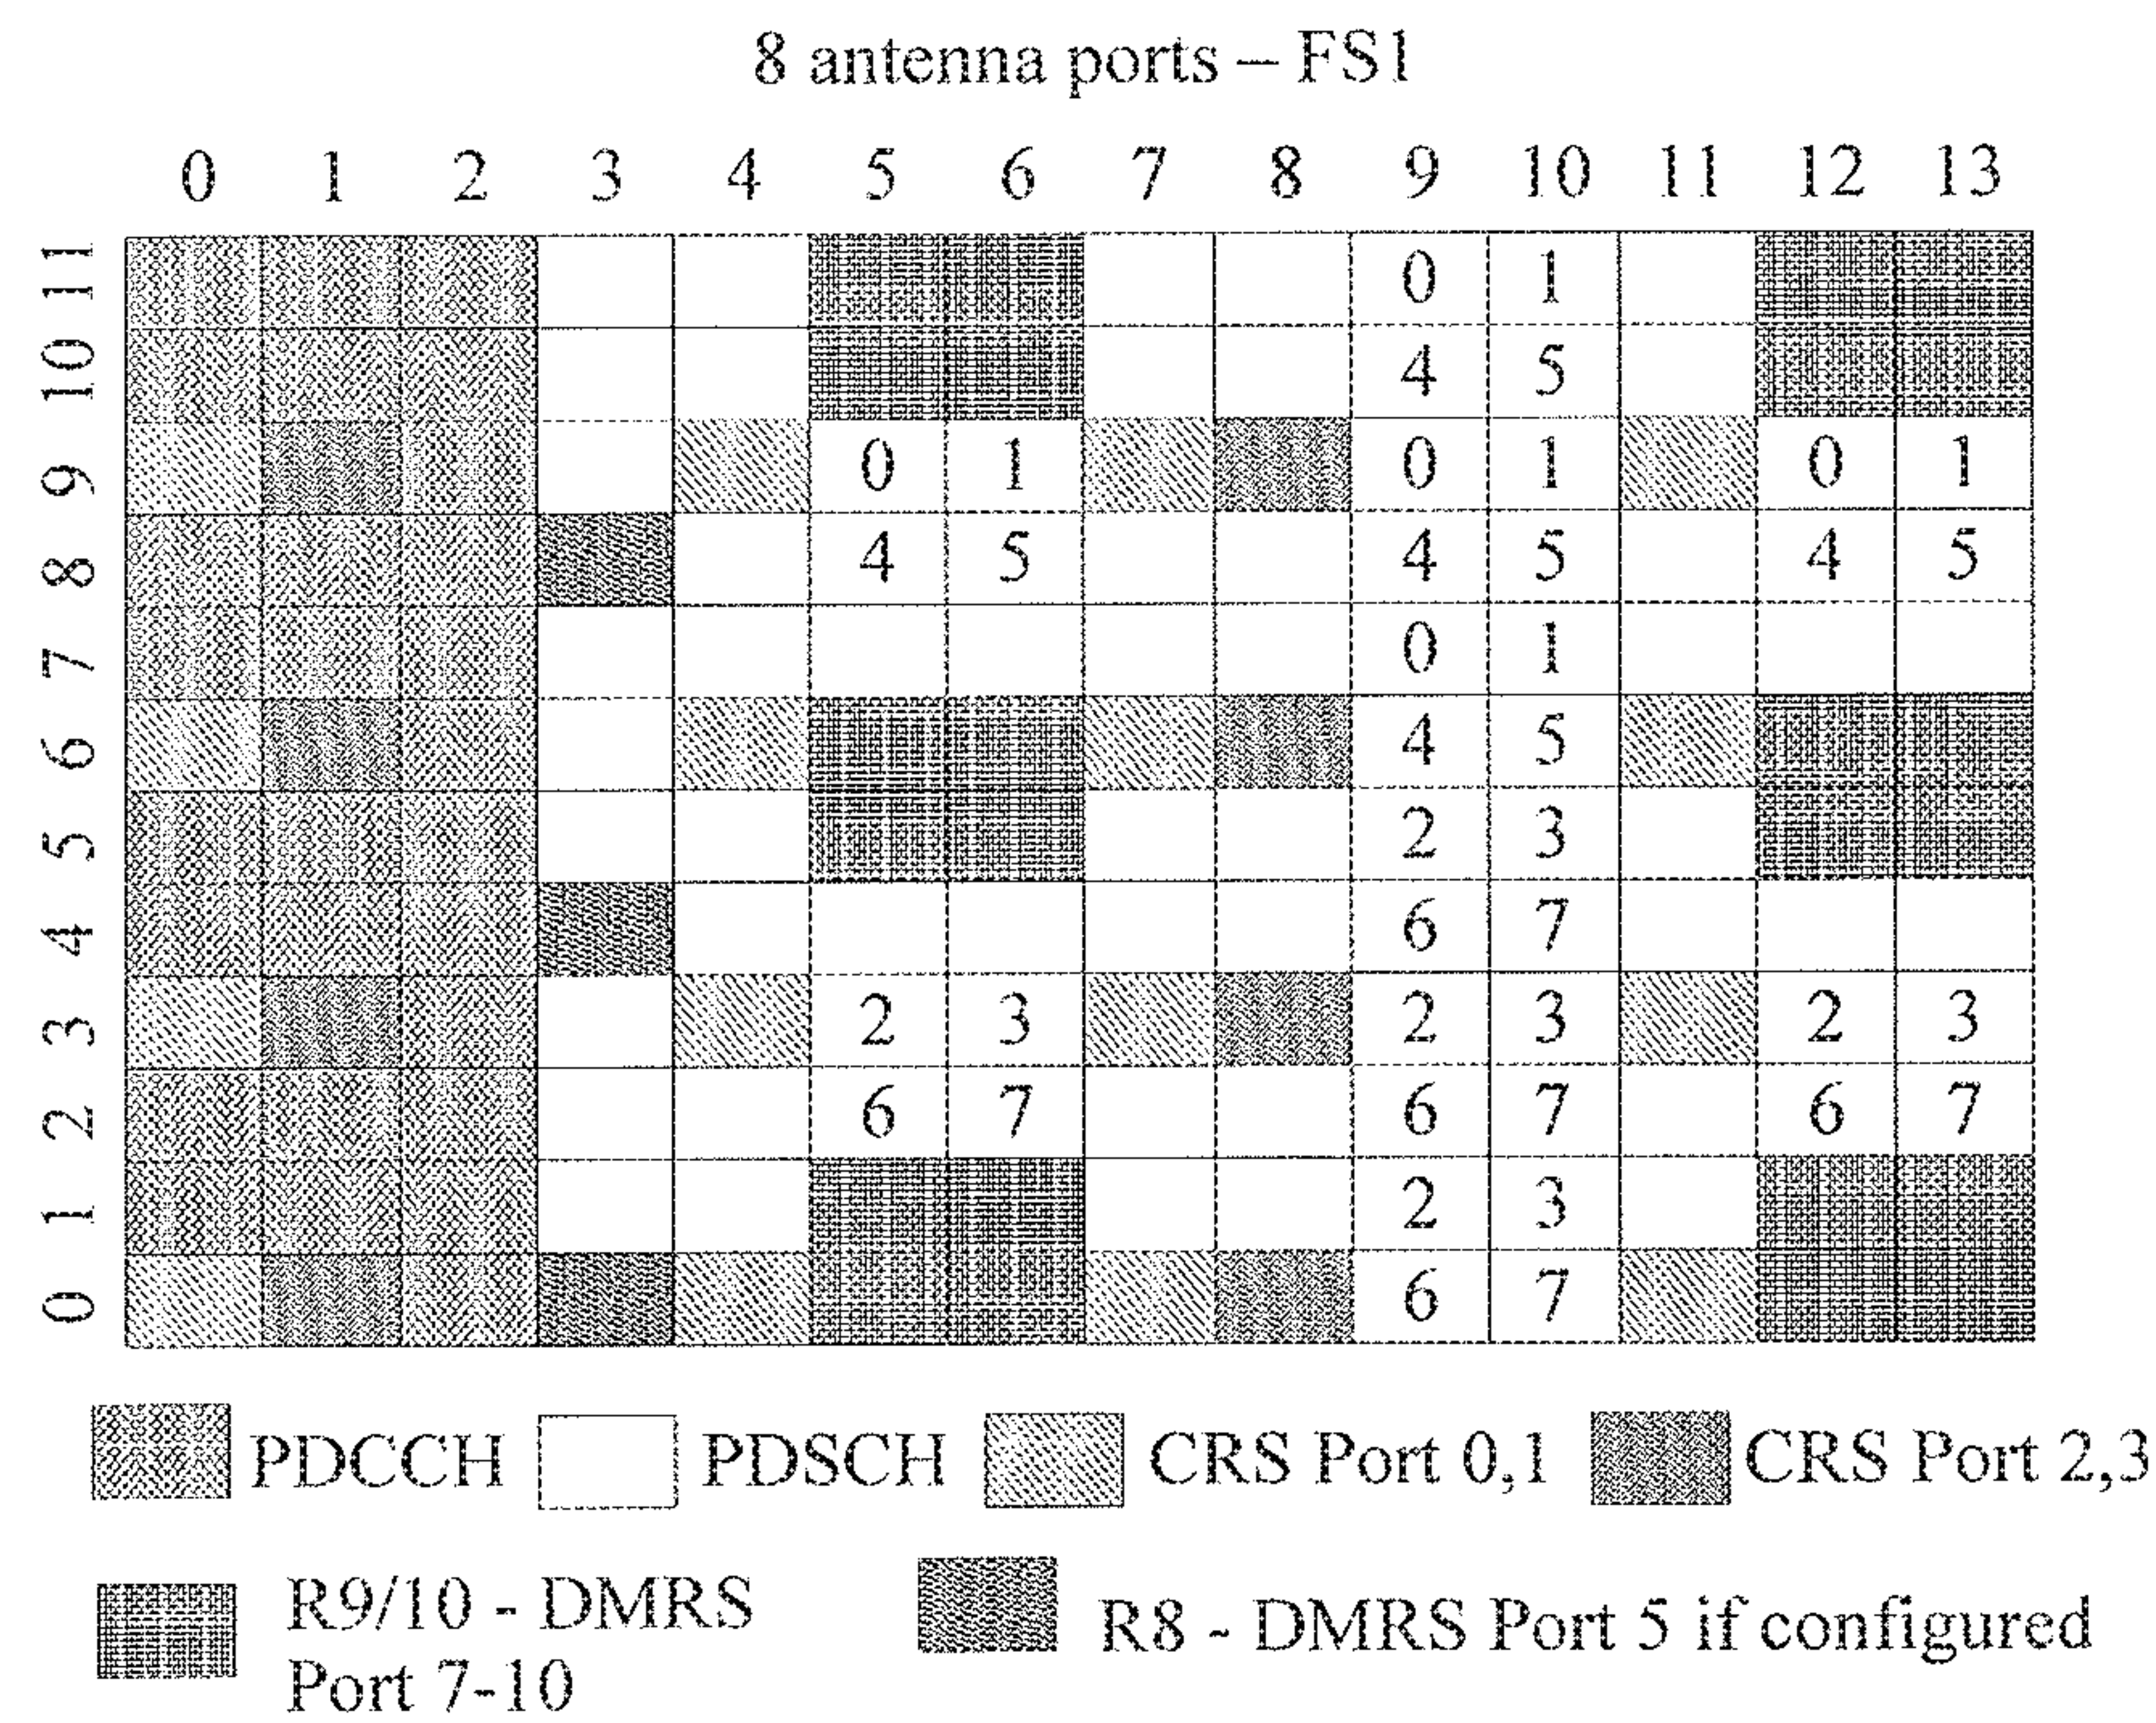 8 antenna ports – FS1
0 1 2 3 4 5 6 7 8 9 10 11 12 13
11 0 1
10 4 5
9 0 1 0 1 0 1
8 4 5 4 5 4 5
7 0 1
6 4 5
5 2 3
4 6 7
3 2 3 2 3 2 3
2 6 7 6 7 6 7
1 2 3
0 6 7
PDCCH PDSCH CRS Port 0,1 CRS Port 2,3
R9/10 - DMRS
Port 7-10
R8 - DMRS Port 5 if configured